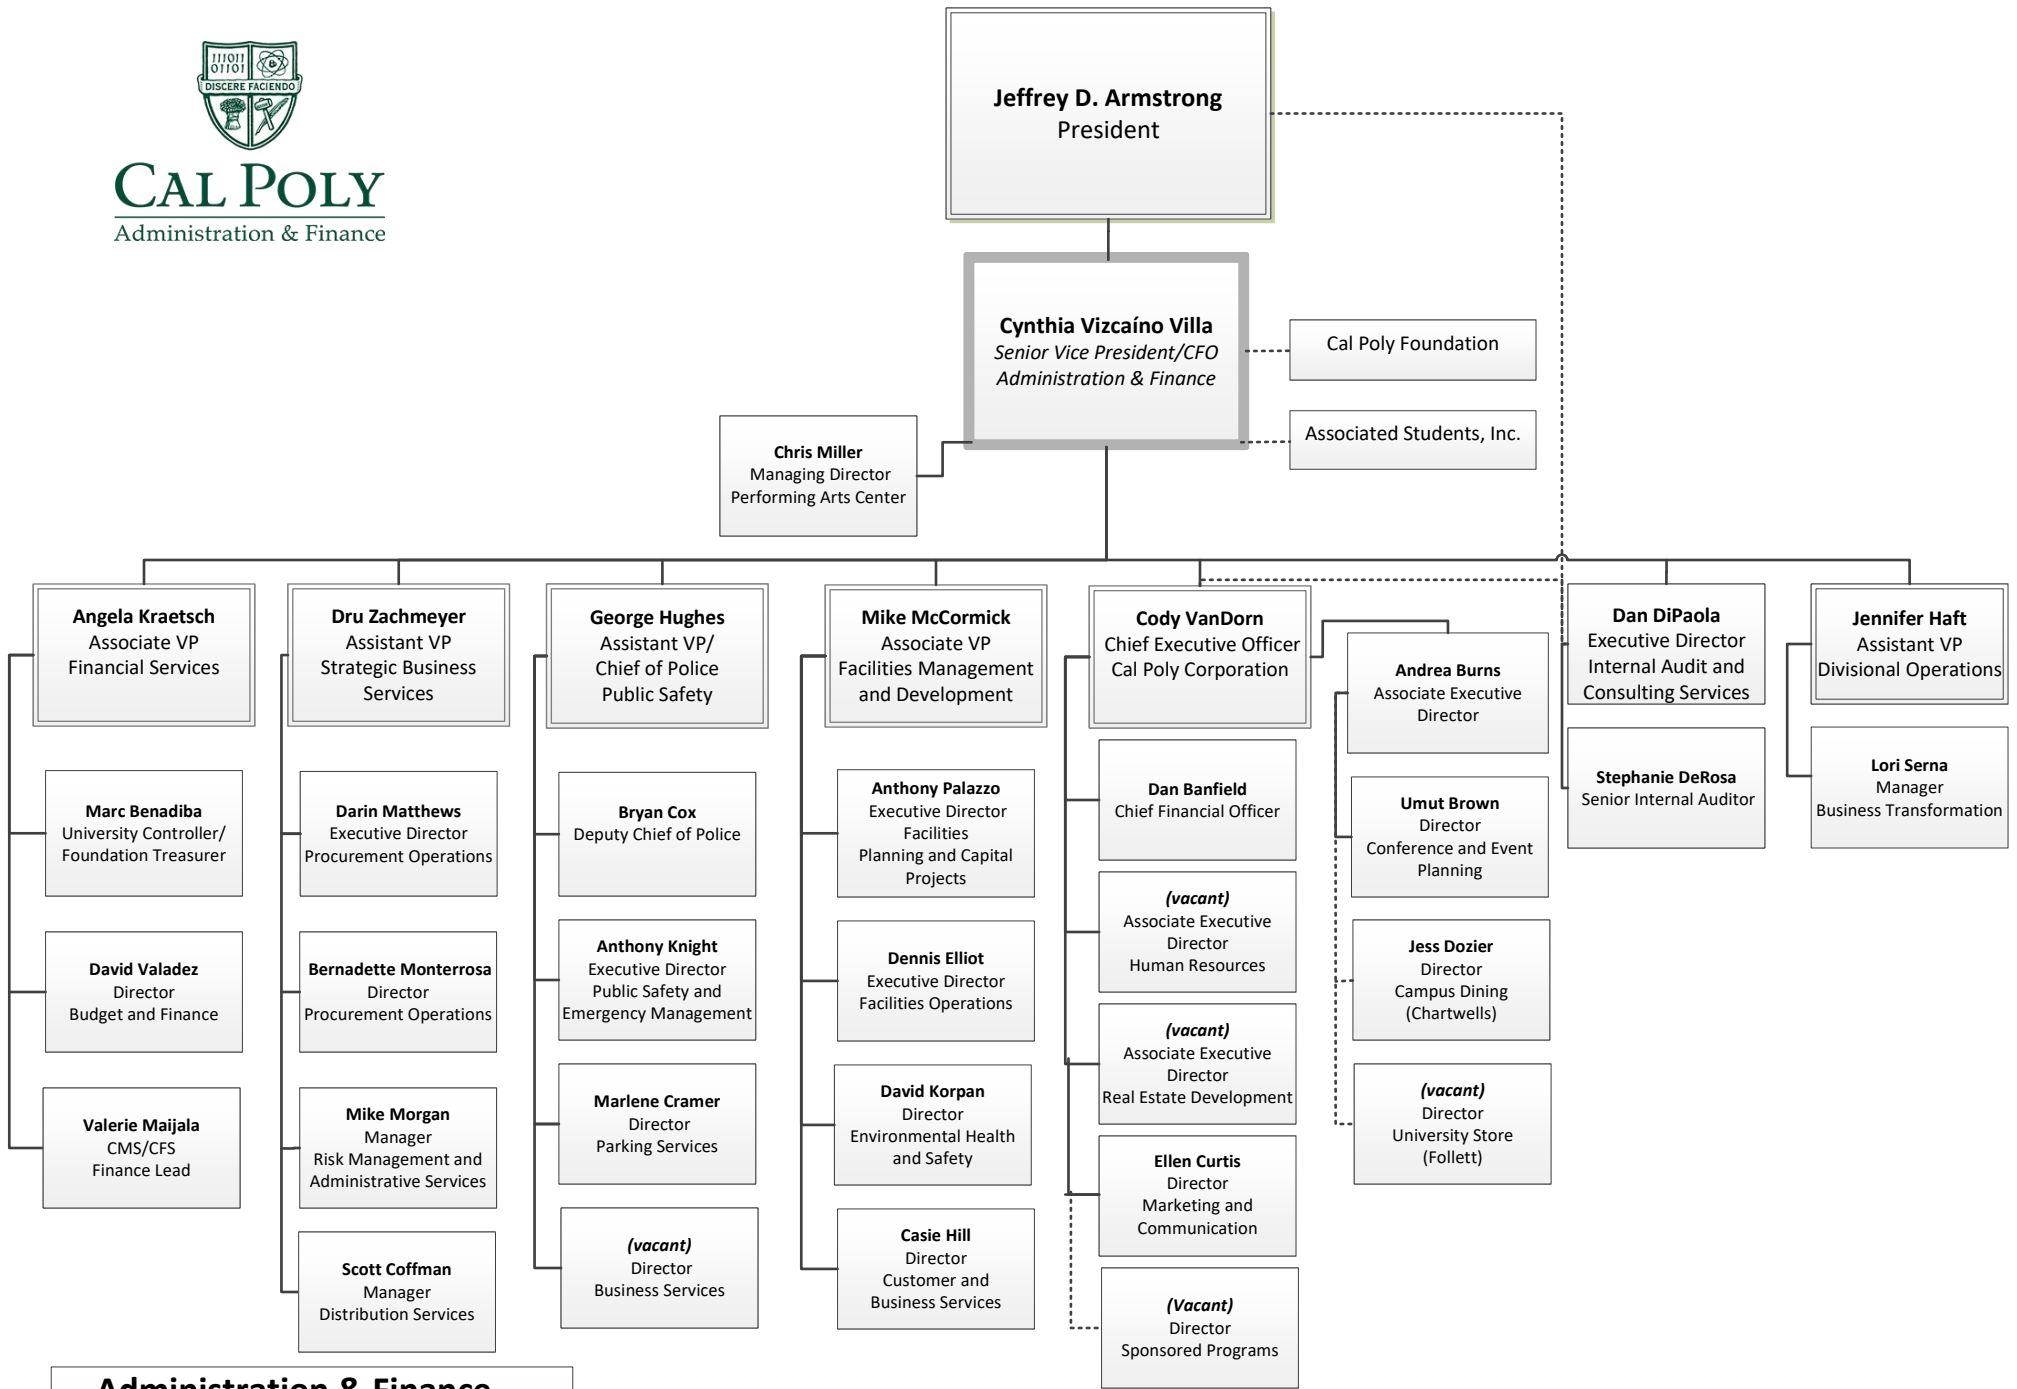 111011
01101
DISCERE FACIENDO
CAL POLY
Administration & Finance
Jeffrey D. Armstrong
President
Cynthia Vizcaíno Villa
Senior Vice President/CFO
Administration & Finance
Cal Poly Foundation
Associated Students, Inc.
Chris Miller
Managing Director
Performing Arts Center
Angela Kraetsch
Associate VP
Financial Services
Marc Benadiba
University Controller/
Foundation Treasurer
David Valadez
Director
Budget and Finance
Valerie Maijala
CMS/CFS
Finance Lead
Dru Zachmeyer
Assistant VP
Strategic Business
Services
Darin Matthews
Executive Director
Procurement Operations
Bernadette Monterrosa
Director
Procurement Operations
Mike Morgan
Manager
Risk Management and
Administrative Services
Scott Coffman
Manager
Distribution Services
George Hughes
Assistant VP/
Chief of Police
Public Safety
Bryan Cox
Deputy Chief of Police
Anthony Knight
Executive Director
Public Safety and
Emergency Management
Marlene Cramer
Director
Parking Services
(vacant)
Director
Business Services
Mike McCormick
Associate VP
Facilities Management
and Development
Anthony Palazzo
Executive Director
Facilities
Planning and Capital
Projects
Dennis Elliot
Executive Director
Facilities Operations
David Korpan
Director
Environmental Health
and Safety
Casie Hill
Director
Customer and
Business Services
Cody VanDorn
Chief Executive Officer
Cal Poly Corporation
Dan Banfield
Chief Financial Officer
(vacant)
Associate Executive
Director
Human Resources
(vacant)
Associate Executive
Director
Real Estate Development
Ellen Curtis
Director
Marketing and
Communication
(Vacant)
Director
Sponsored Programs
Andrea Burns
Associate Executive
Director
Umut Brown
Director
Conference and Event
Planning
Jess Dozier
Director
Campus Dining
(Chartwells)
(vacant)
Director
University Store
(Follett)
Dan DiPaola
Executive Director
Internal Audit and
Consulting Services
Stephanie DeRosa
Senior Internal Auditor
Jennifer Haft
Assistant VP
Divisional Operations
Lori Serna
Manager
Business Transformation
Administration & Finance